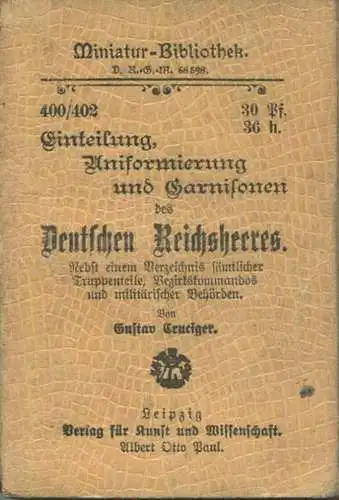 Miniatur-Bibliothek.
D. R.-G.-M. 68598.
400/402 30 Pf.
36 h.
Einteilung,
Uniformierung
und Garnisonen
des
Deutschen Reichsheeres.
Nebst einem Verzeichnis sämtlicher
Truppenteile, Bezirkskommandos
und militärischer Behörden.
Von
Gustav Cruciger.
Leipzig
Verlag für Kunst und Wissenschaft.
Albert Otto Paul.